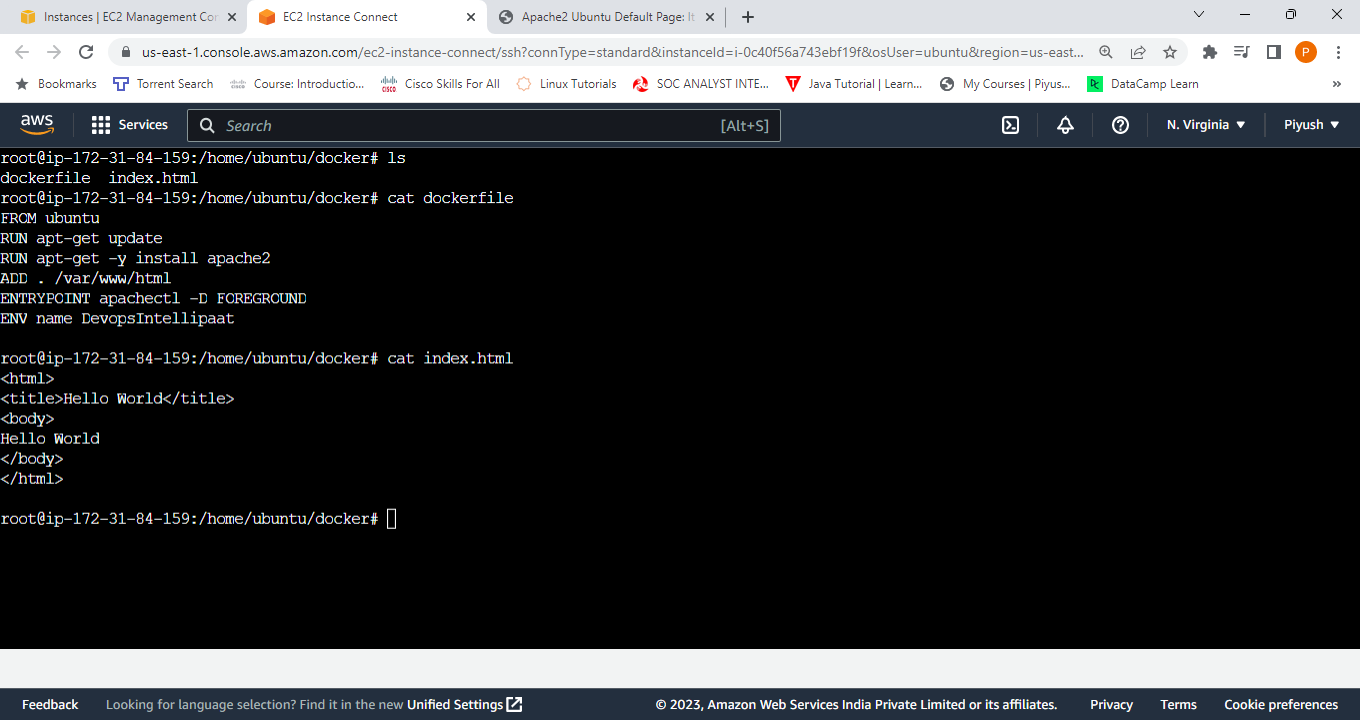 Instances | EC2 Management Con
EC2 Instance Connect
Apache2 Ubuntu Default Page: It
us-east-1.console.aws.amazon.com/ec2-instance-connect/ssh?connType=standard&instanceId=i-0c40f56a743ebf19f&osUser=ubuntu&region=us-east...
P
Bookmarks
Torrent Search
Course: Introductio...
Cisco Skills For All
Linux Tutorials
SOC ANALYST INTE...
Java Tutorial | Learn...
My Courses | Piyus...
DataCamp Learn
aws
Services
Search
[Alt+S]
N. Virginia
Piyush
root@ip-172-31-84-159:/home/ubuntu/docker# ls
dockerfile  index.html
root@ip-172-31-84-159:/home/ubuntu/docker# cat dockerfile
FROM ubuntu
RUN apt-get update
RUN apt-get -y install apache2
ADD . /var/www/html
ENTRYPOINT apachectl -D FOREGROUND
ENV name DevopsIntellipaat
root@ip-172-31-84-159:/home/ubuntu/docker# cat index.html
<html>
<title>Hello World</title>
<body>
Hello World
</body>
</html>
root@ip-172-31-84-159:/home/ubuntu/docker#
Feedback
Looking for language selection? Find it in the new Unified Settings
© 2023, Amazon Web Services India Private Limited or its affiliates.
Privacy
Terms
Cookie preferences